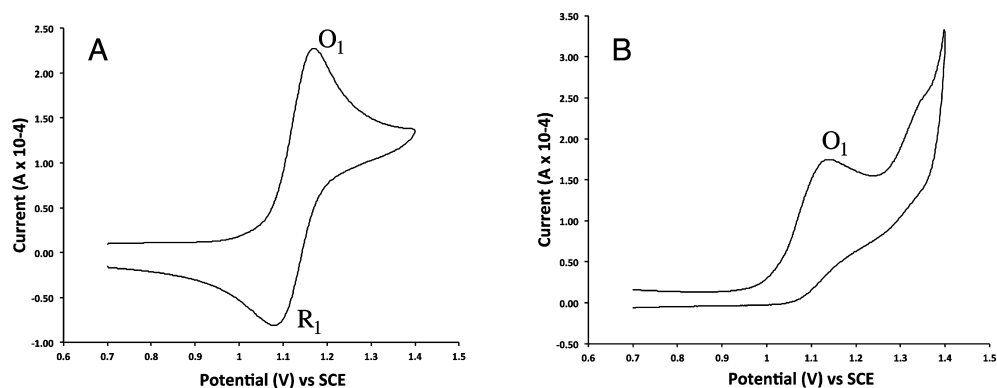 A
O1
R1
Current (A x 10-4)
2.50
2.00
1.50
1.00
0.50
0.00
-0.50
-1.00
0.6 0.7 0.8 0.9 1 1.1 1.2 1.3 1.4 1.5
Potential (V) vs SCE
B
O1
Current (A x 10-4)
3.50
3.00
2.50
2.00
1.50
1.00
0.50
0.00
-0.50
0.6 0.7 0.8 0.9 1 1.1 1.2 1.3 1.4 1.5
Potential (V) vs SCE